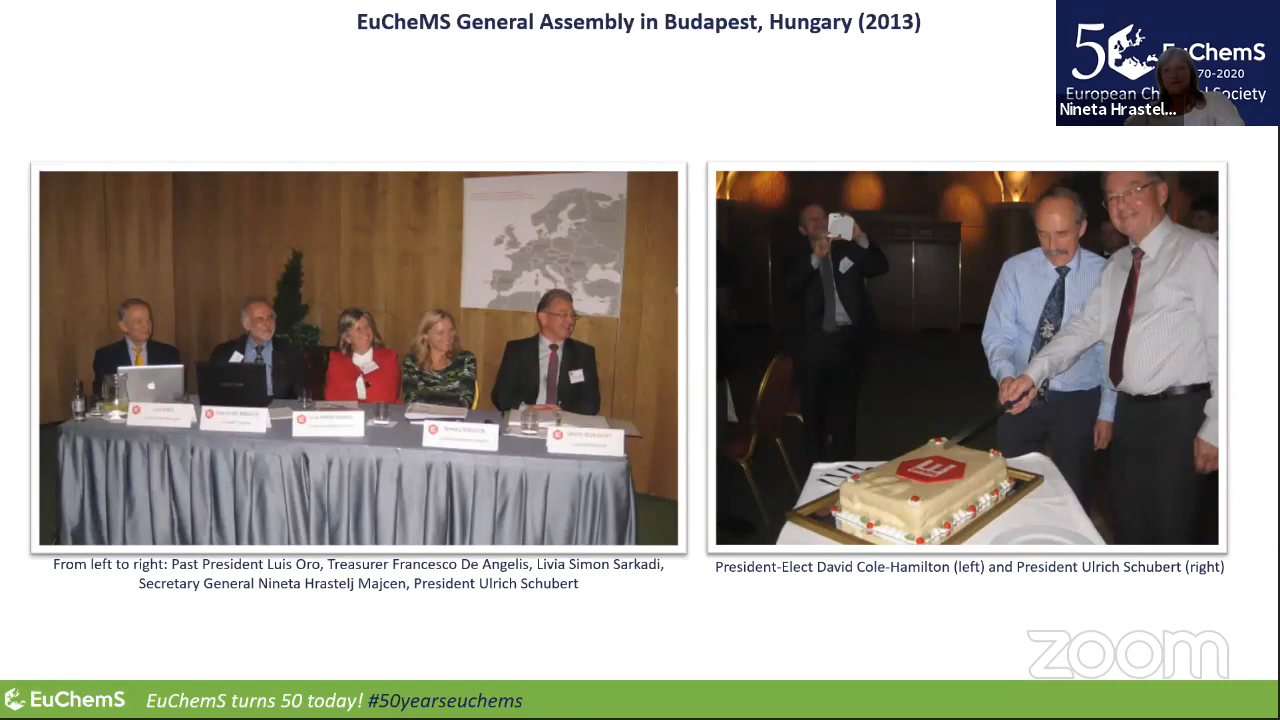 EuCheMS General Assembly in Budapest, Hungary (2013)
50 EuChemS
70-2020
European Ch Society
Nineta Hrastel...
From left to right: Past President Luis Oro, Treasurer Francesco De Angelis, Livia Simon Sarkadi,
Secretary General Nineta Hrastelj Majcen, President Ulrich Schubert
President-Elect David Cole-Hamilton (left) and President Ulrich Schubert (right)
zoom
EuChemS EuChemS turns 50 today! #50yearseuchems